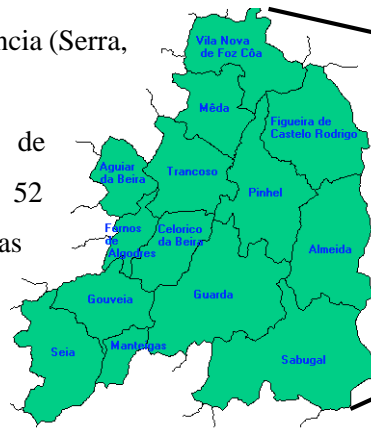 ncia (Serra,
de
52
as
Vila Nova
de Foz Côa
Mêda
Figueira de
Castelo Rodrigo
Aguiar
da Beira
Trancoso
Pinhel
Fornos
de
Algodres
Celorico
da Beira
Almeida
Gouveia
Guarda
Seia
Manteigas
Sabugal